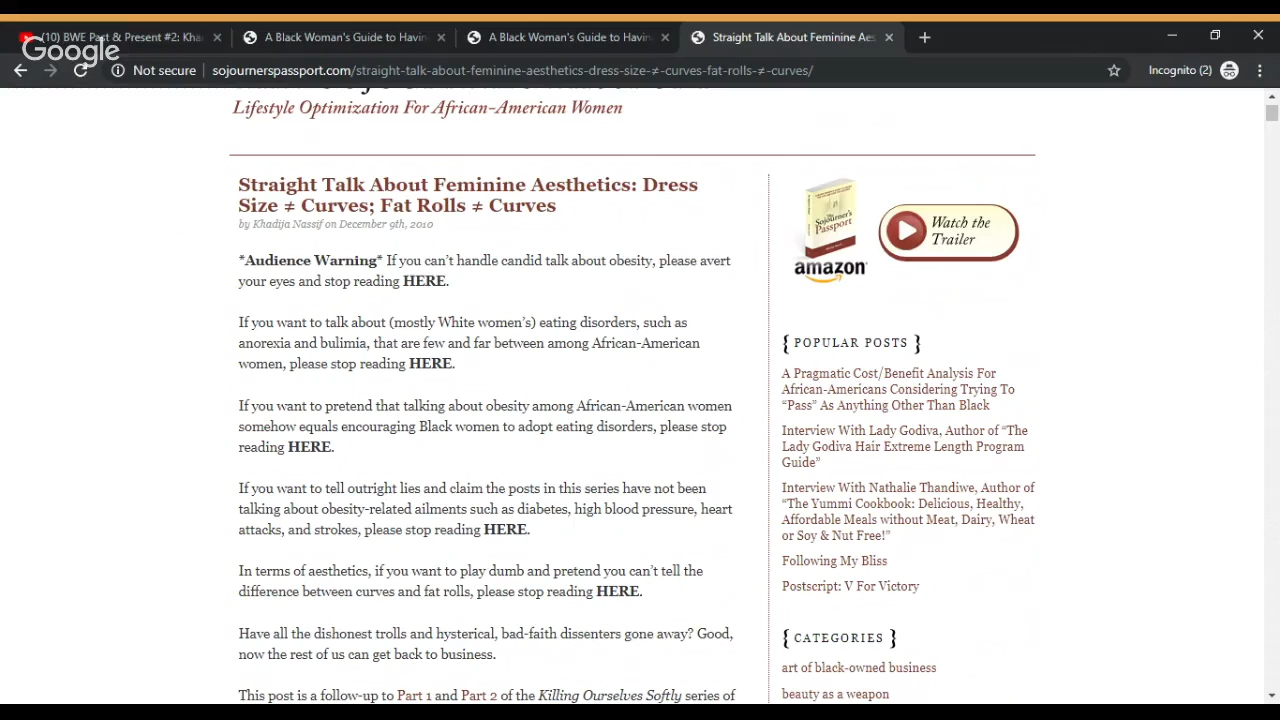 (10) BWE Past & Present #2: Kha
A Black Woman's Guide to Havin
A Black Woman's Guide to Havin
Straight Talk About Feminine Aes
Google
Not secure
sojournerspassport.com/straight-talk-about-feminine-aesthetics-dress-size-≠-curves-fat-rolls-≠-curves/
Incognito (2)
Lifestyle Optimization For African-American Women
Straight Talk About Feminine Aesthetics: Dress
Size ≠ Curves; Fat Rolls ≠ Curves
by Khadija Nassif on December 9th, 2010
*Audience Warning* If you can't handle candid talk about obesity, please avert
your eyes and stop reading HERE.
If you want to talk about (mostly White women's) eating disorders, such as
anorexia and bulimia, that are few and far between among African-American
women, please stop reading HERE.
If you want to pretend that talking about obesity among African-American women
somehow equals encouraging Black women to adopt eating disorders, please stop
reading HERE.
If you want to tell outright lies and claim the posts in this series have not been
talking about obesity-related ailments such as diabetes, high blood pressure, heart
attacks, and strokes, please stop reading HERE.
In terms of aesthetics, if you want to play dumb and pretend you can't tell the
difference between curves and fat rolls, please stop reading HERE.
Have all the dishonest trolls and hysterical, bad-faith dissenters gone away? Good,
now the rest of us can get back to business.
This post is a follow-up to Part 1 and Part 2 of the Killing Ourselves Softly series of
Sojourner's
Passport
amazon
Watch the
Trailer
{ POPULAR POSTS }
A Pragmatic Cost/Benefit Analysis For
African-Americans Considering Trying To
"Pass" As Anything Other Than Black
Interview With Lady Godiva, Author of "The
Lady Godiva Hair Extreme Length Program
Guide"
Interview With Nathalie Thandiwe, Author of
"The Yummi Cookbook: Delicious, Healthy,
Affordable Meals without Meat, Dairy, Wheat
or Soy & Nut Free!"
Following My Bliss
Postscript: V For Victory
{ CATEGORIES }
art of black-owned business
beauty as a weapon